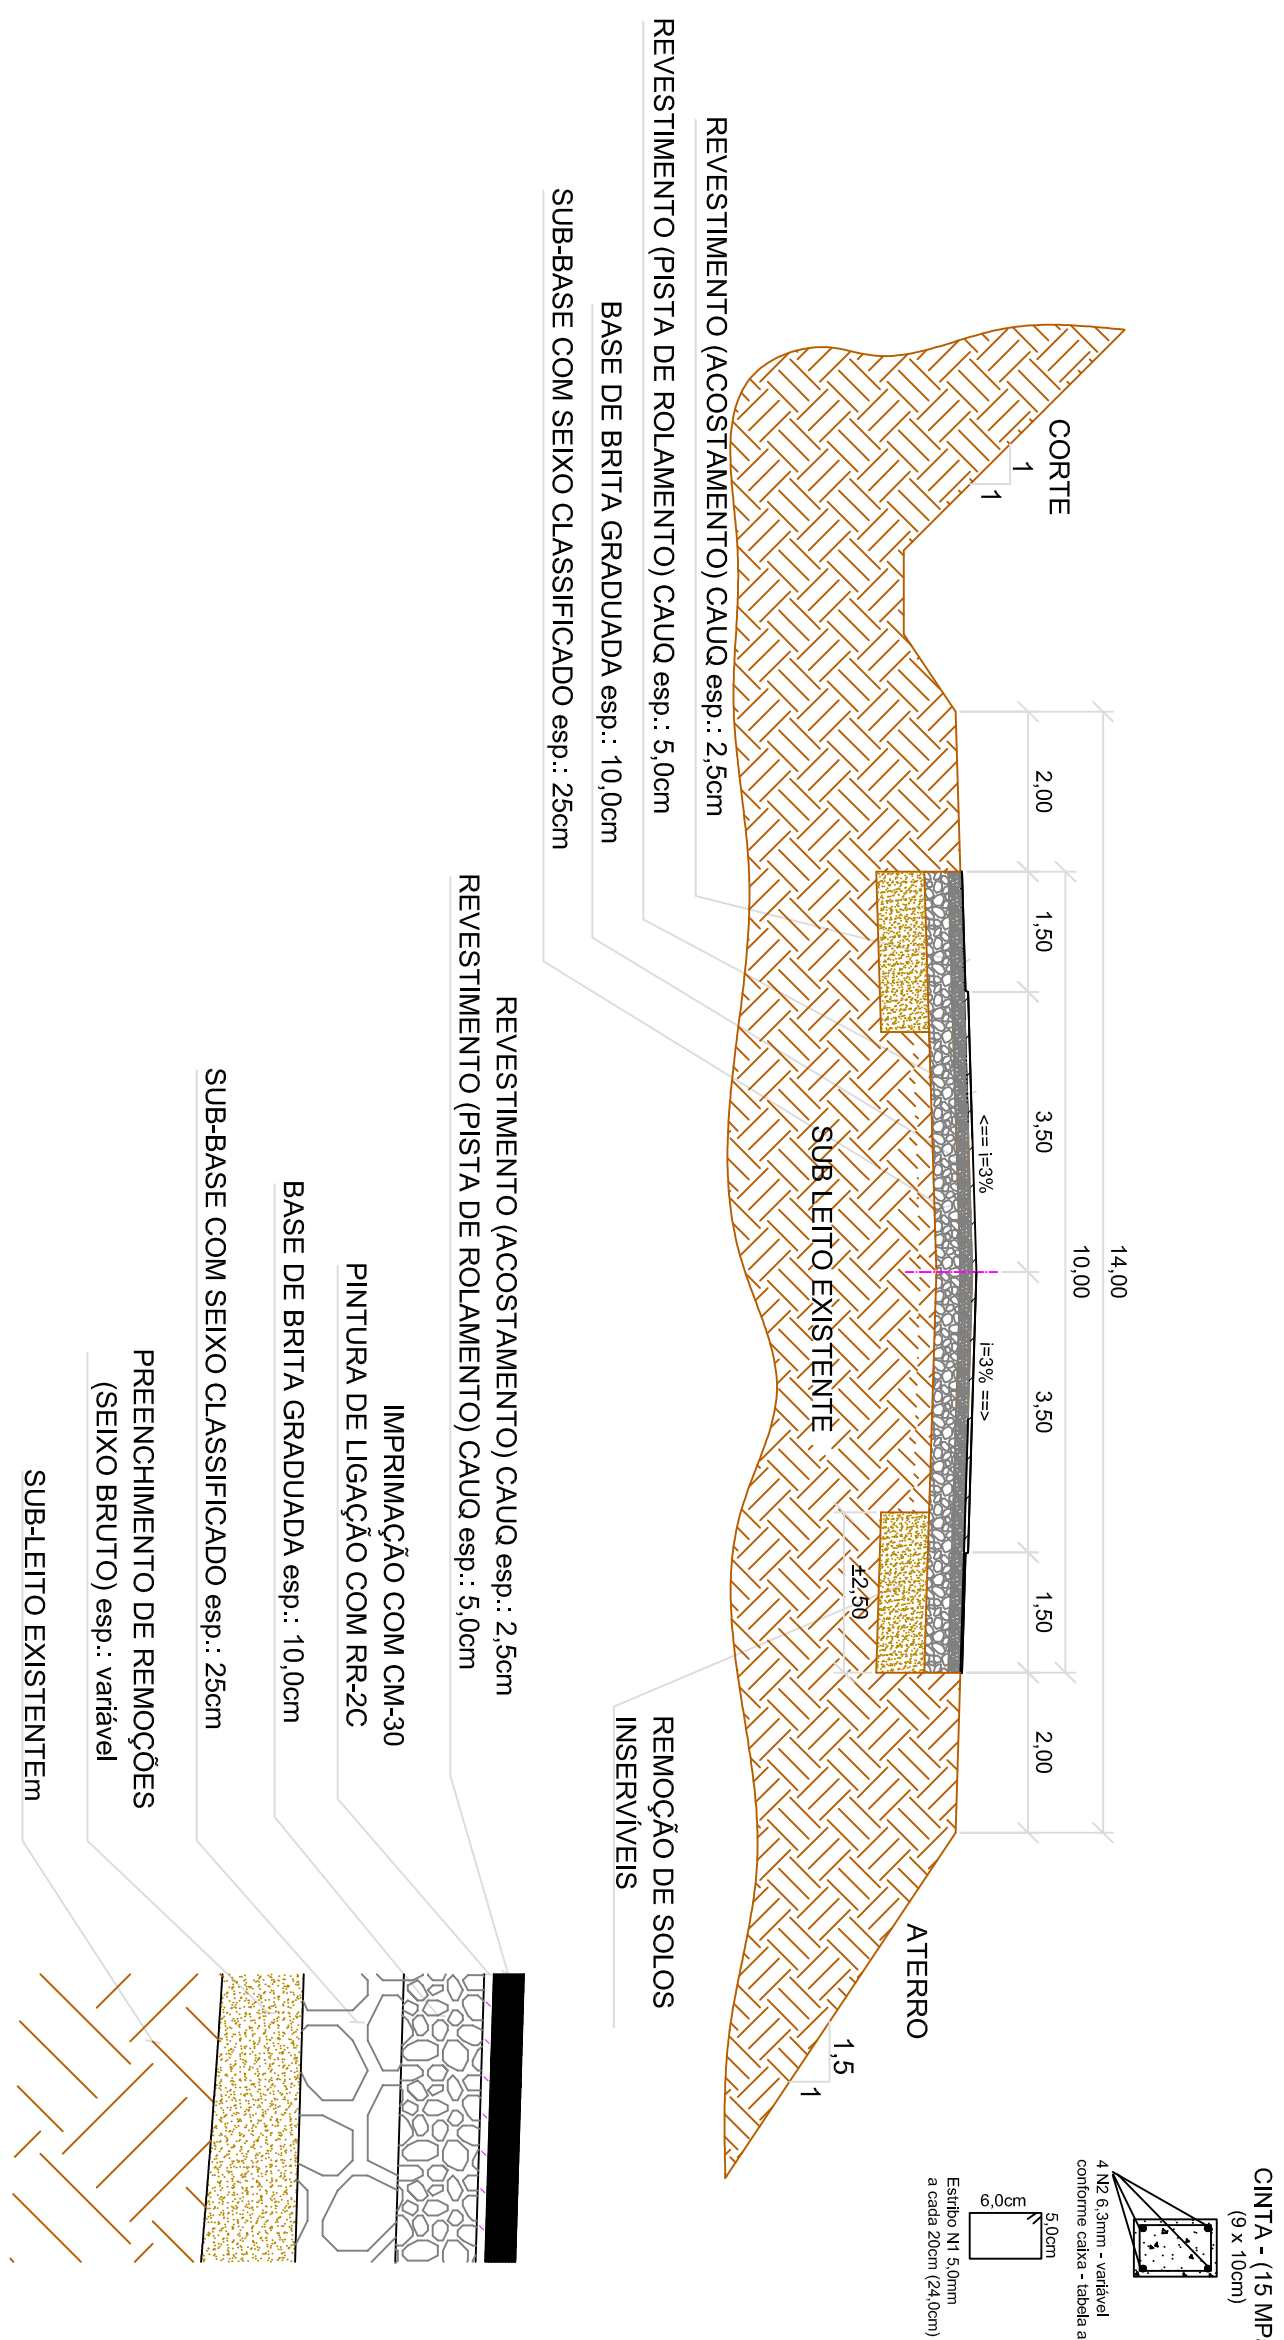 CORTE
1
1
14,00
10,00
2,00
1,50
3,50
3,50
1,50
2,00
<== i=3%
i=3% ==>
SUB LEITO EXISTENTE
±2,50
REVESTIMENTO (ACOSTAMENTO) CAUQ esp.: 2,5cm
REVESTIMENTO (PISTA DE ROLAMENTO) CAUQ esp.: 5,0cm
BASE DE BRITA GRADUADA esp.: 10,0cm
SUB-BASE COM SEIXO CLASSIFICADO esp.: 25cm
ATERRO
1,5
1
REMOÇÃO DE SOLOS
INSERVÍVEIS
REVESTIMENTO (ACOSTAMENTO) CAUQ esp.: 2,5cm
REVESTIMENTO (PISTA DE ROLAMENTO) CAUQ esp.: 5,0cm
IMPRIMAÇÃO COM CM-30
PINTURA DE LIGAÇÃO COM RR-2C
BASE DE BRITA GRADUADA esp.: 10,0cm
SUB-BASE COM SEIXO CLASSIFICADO esp.: 25cm
PREENCHIMENTO DE REMOÇÕES
(SEIXO BRUTO) esp.: variável
SUB-LEITO EXISTENTEm
CINTA - (15 MP
(9 x 10cm)
4 N2 6,3mm - variável
conforme caixa - tabela a
5,0cm
6,0cm
Estribo N1 5,0mm
a cada 20cm (24,0cm)